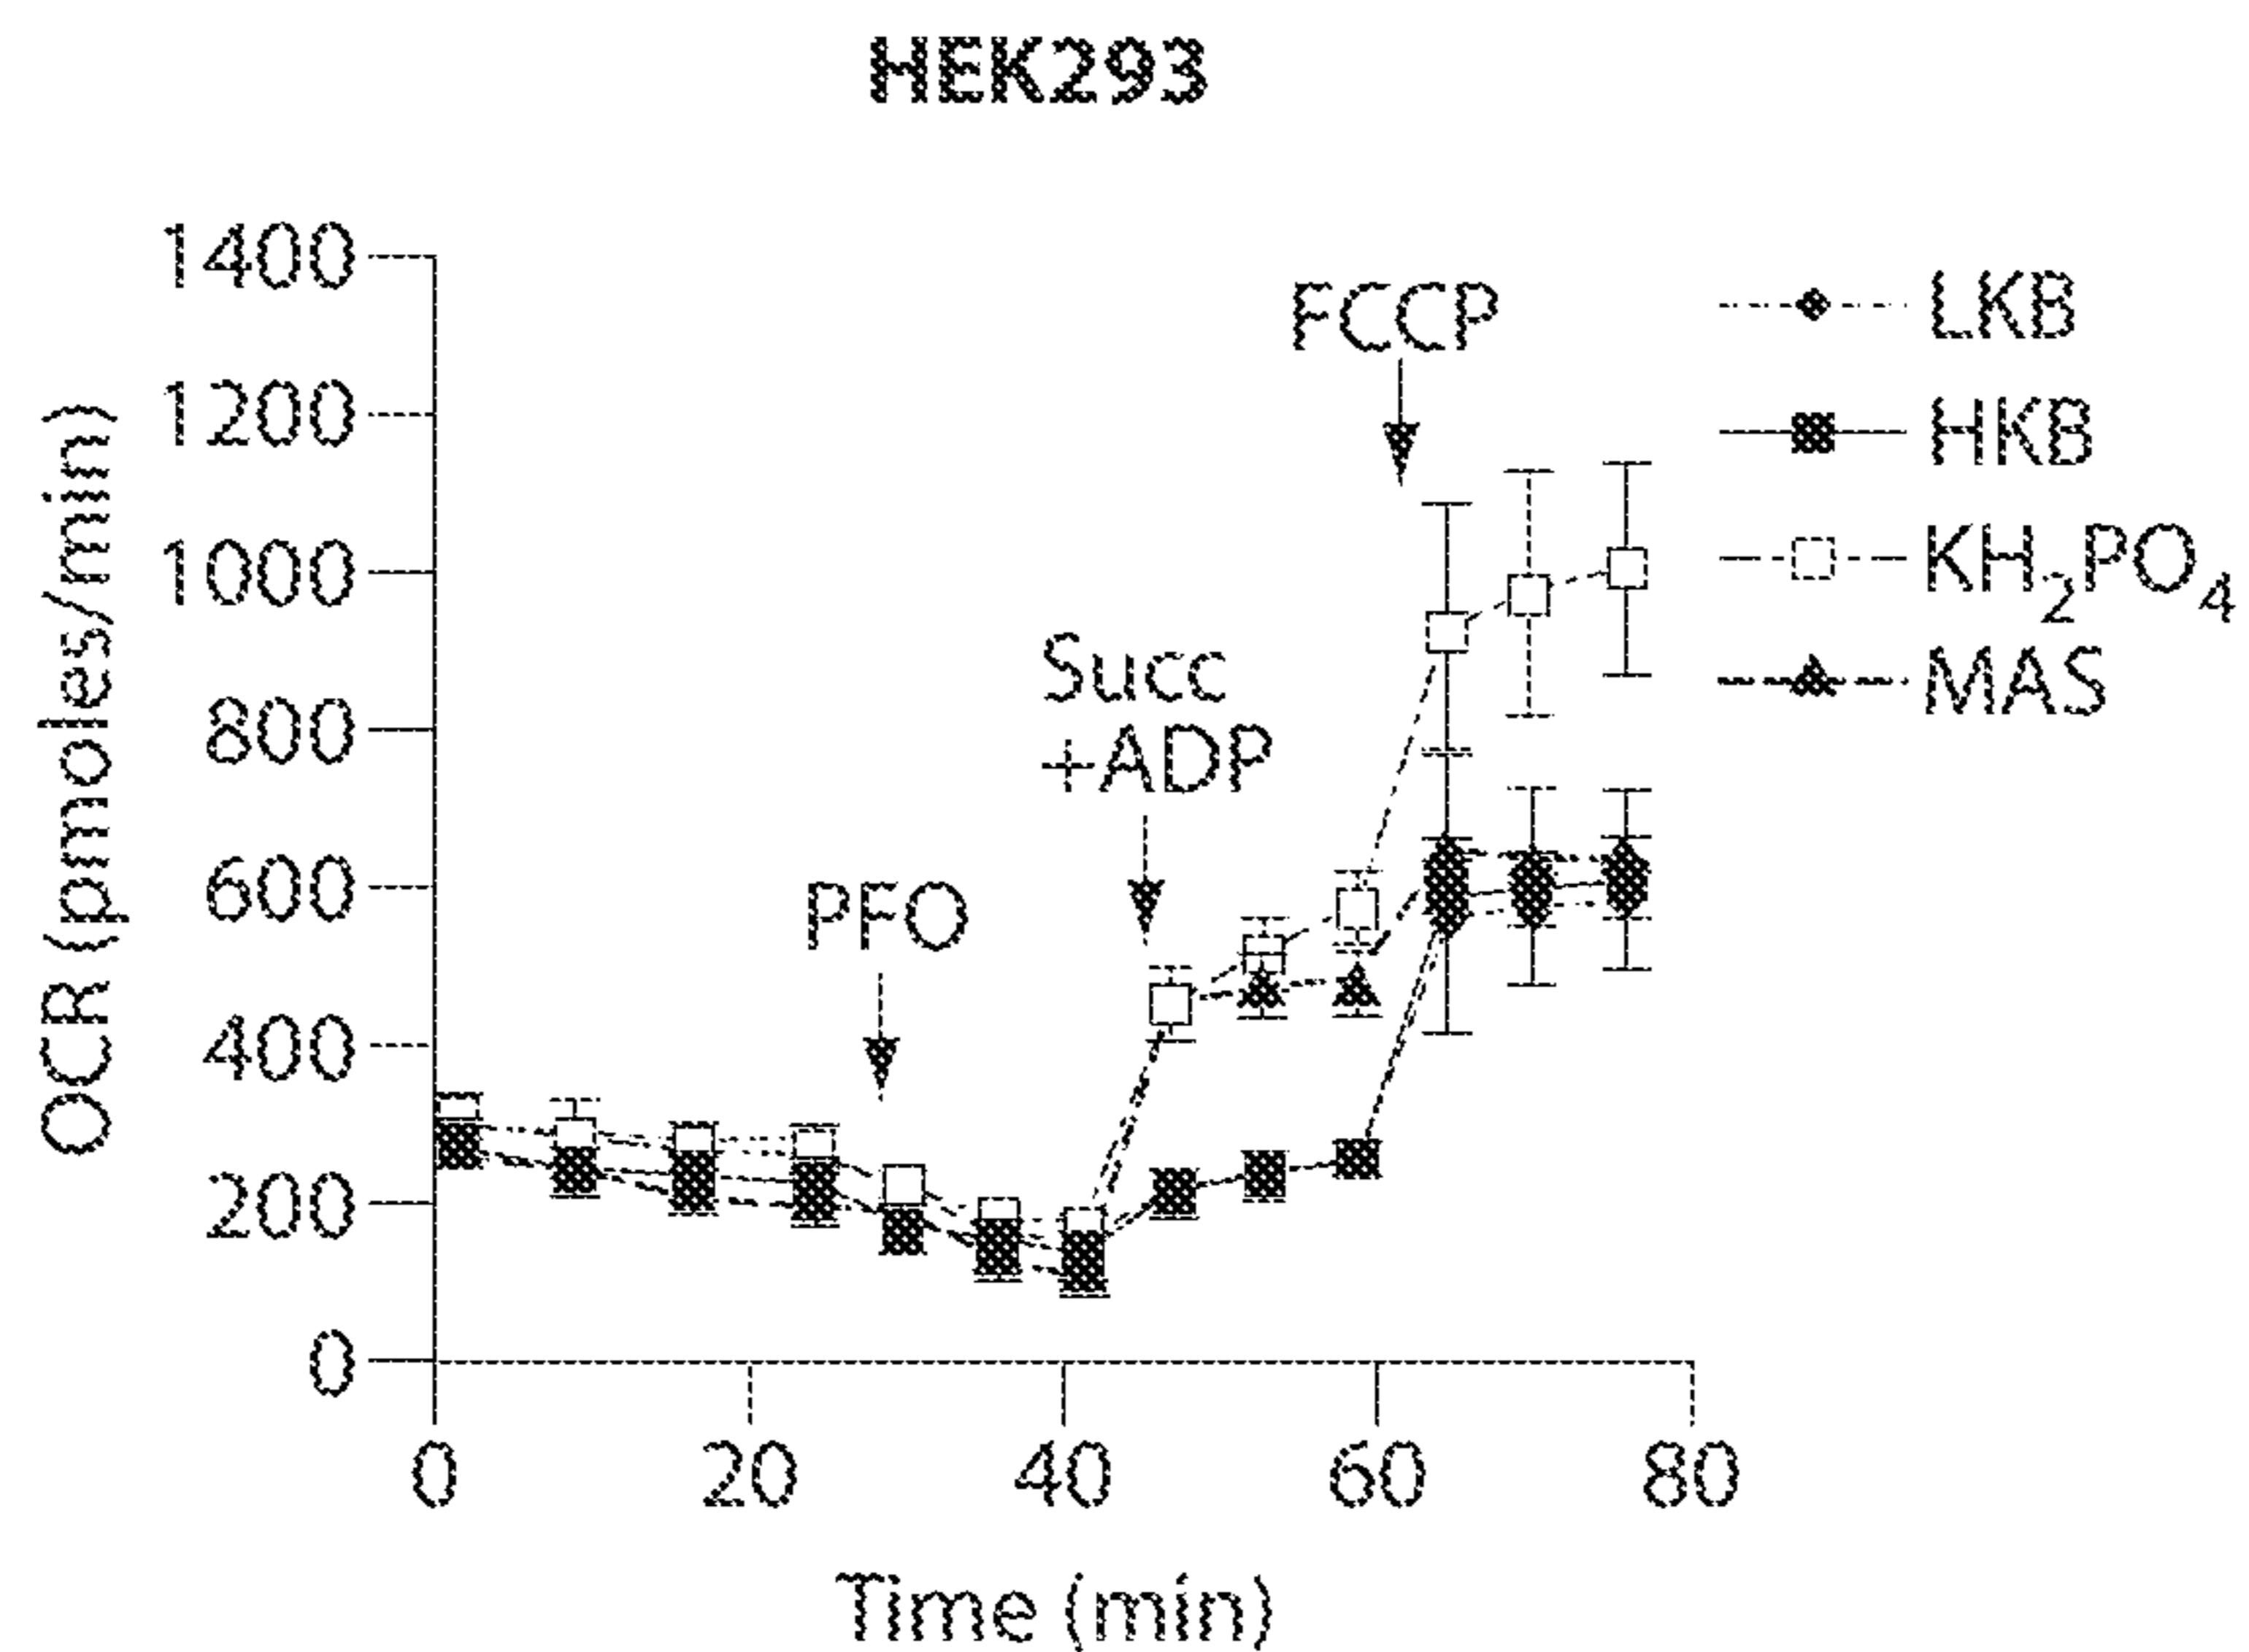 HEK293
OCR (pmoles/min)
1400
1200
1000
800
600
400
200
0
PFO
Succ
+ADP
FCCP
LKB
HKB
KH₂PO₄
MAS
0 20 40 60 80
Time (min)